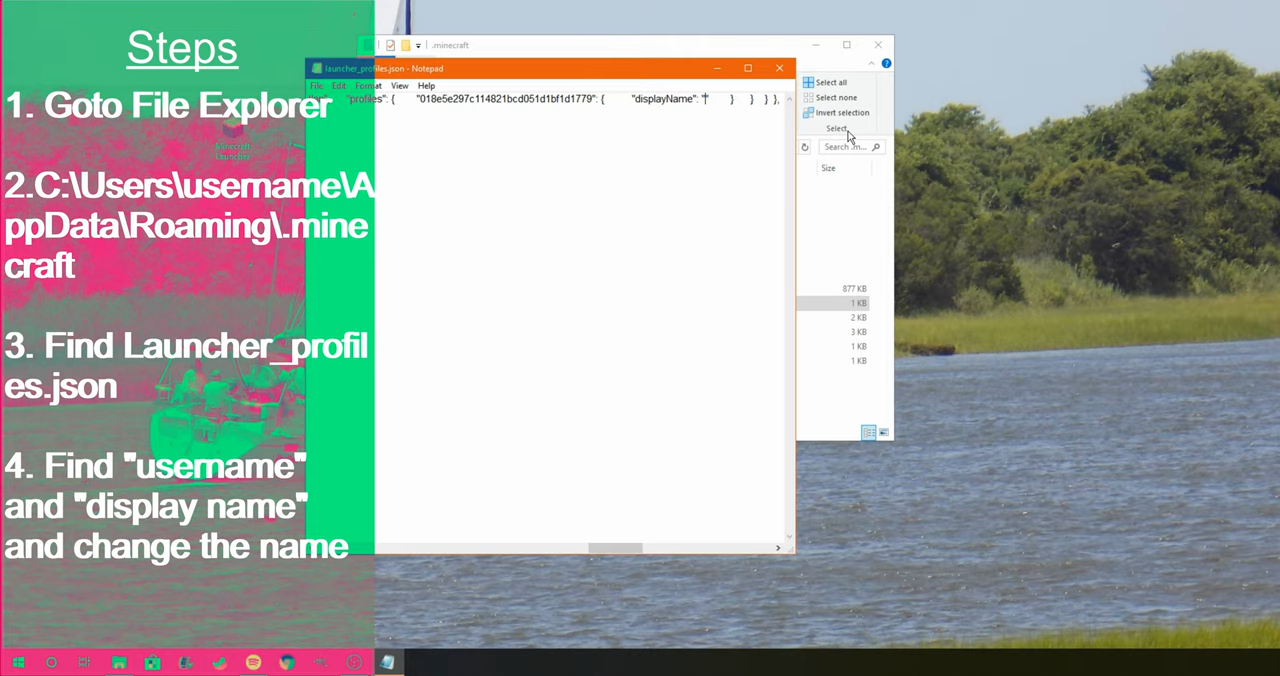 Steps
1. Goto File Explorer
2.C:\Users\username\A
ppData\Roaming\.mine
craft
3. Find Launcher_profil
es.json
4. Find "username"
and "display name"
and change the name
Minecraft
Launcher
.minecraft
launcher_profiles.json - Notepad
File Edit Format View Help
"profiles": { "018e5e297c114821bcd051d1bf1d1779": { "displayName": "" } } } },
Select all
Select none
Invert selection
Select
Search .m...
Size
877 KB
1 KB
2 KB
3 KB
1 KB
1 KB